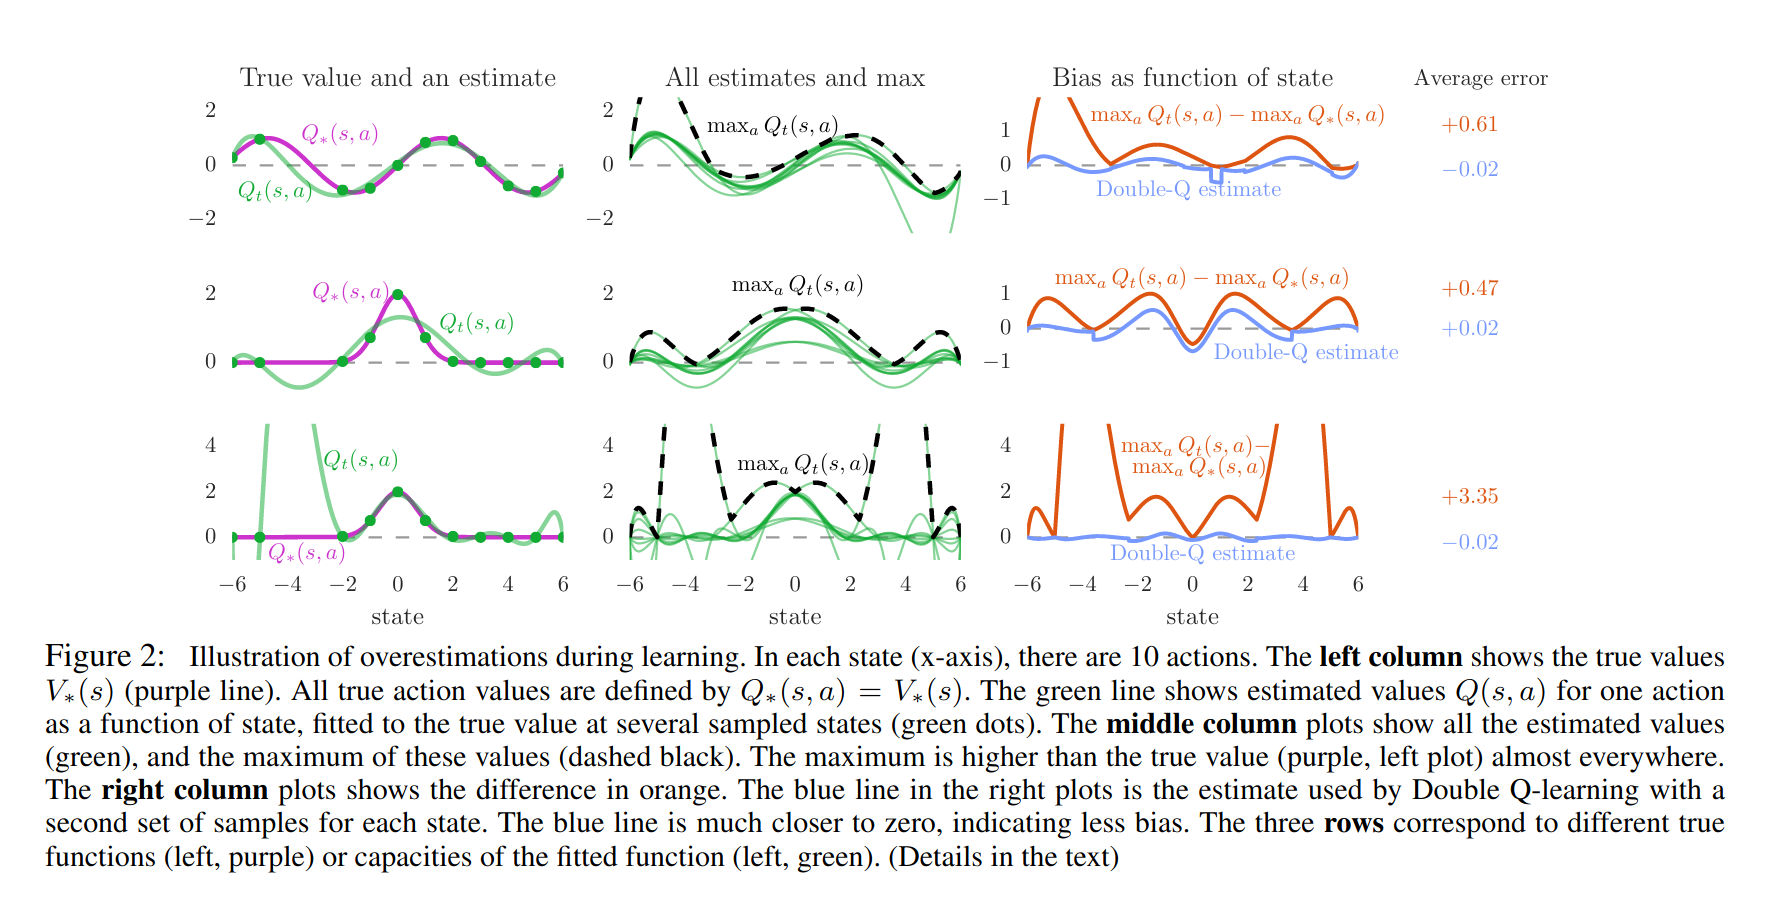 True value and an estimate
All estimates and max
Bias as function of state
Average error
2
0
−2
Q∗(s, a)
Qt(s, a)
2
0
−2
maxa Qt(s, a)
1
0
−1
maxa Qt(s, a) − maxa Q∗(s, a)
Double-Q estimate
+0.61
−0.02
2
0
Q∗(s, a)
Qt(s, a)
2
0
maxa Qt(s, a)
1
0
−1
maxa Qt(s, a) − maxa Q∗(s, a)
Double-Q estimate
+0.47
+0.02
4
2
0
Qt(s, a)
Q∗(s, a)
−6 −4 −2 0 2 4 6
state
4
2
0
maxa Qt(s, a)
−6 −4 −2 0 2 4 6
state
4
2
0
maxa Qt(s, a)−
maxa Q∗(s, a)
Double-Q estimate
−6 −4 −2 0 2 4 6
state
+3.35
−0.02
Figure 2: Illustration of overestimations during learning. In each state (x-axis), there are 10 actions. The left column shows the true values
V∗(s) (purple line). All true action values are defined by Q∗(s, a) = V∗(s). The green line shows estimated values Q(s, a) for one action
as a function of state, fitted to the true value at several sampled states (green dots). The middle column plots show all the estimated values
(green), and the maximum of these values (dashed black). The maximum is higher than the true value (purple, left plot) almost everywhere.
The right column plots shows the difference in orange. The blue line in the right plots is the estimate used by Double Q-learning with a
second set of samples for each state. The blue line is much closer to zero, indicating less bias. The three rows correspond to different true
functions (left, purple) or capacities of the fitted function (left, green). (Details in the text)